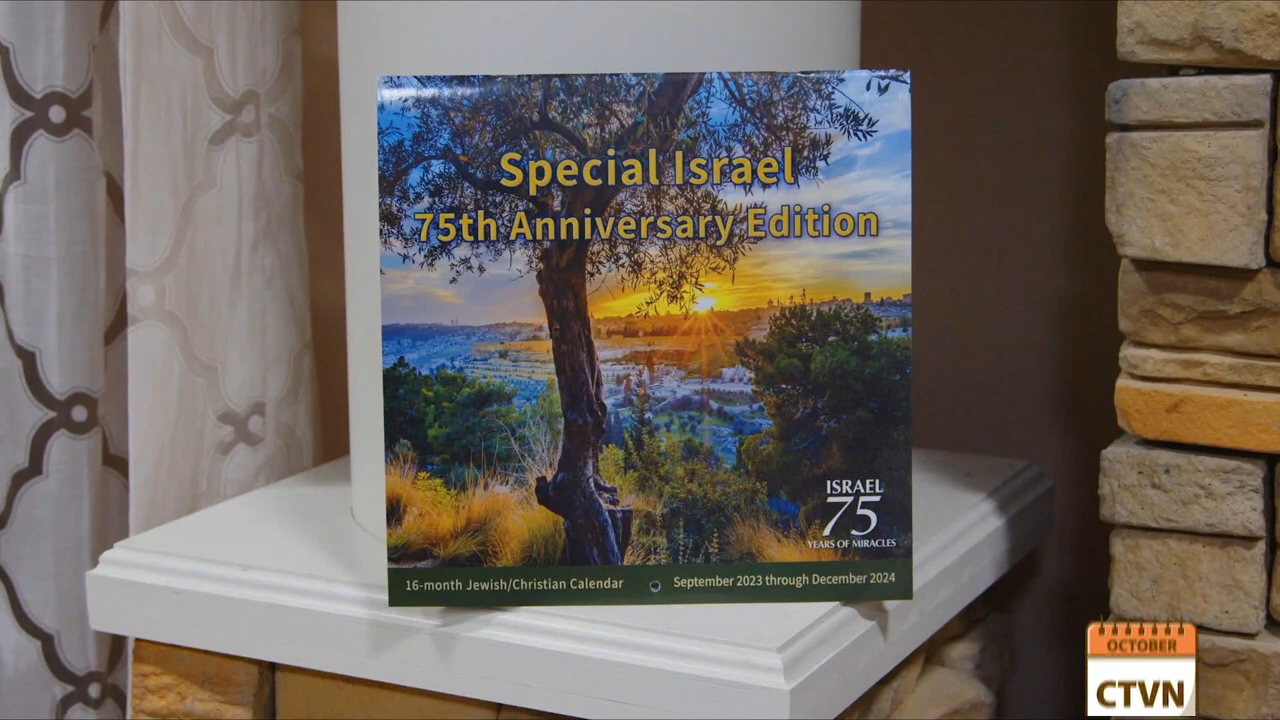 Special Israel
75th Anniversary Edition
ISRAEL
75
YEARS OF MIRACLES
16-month Jewish/Christian Calendar
September 2023 through December 2024
OCTOBER
CTVN